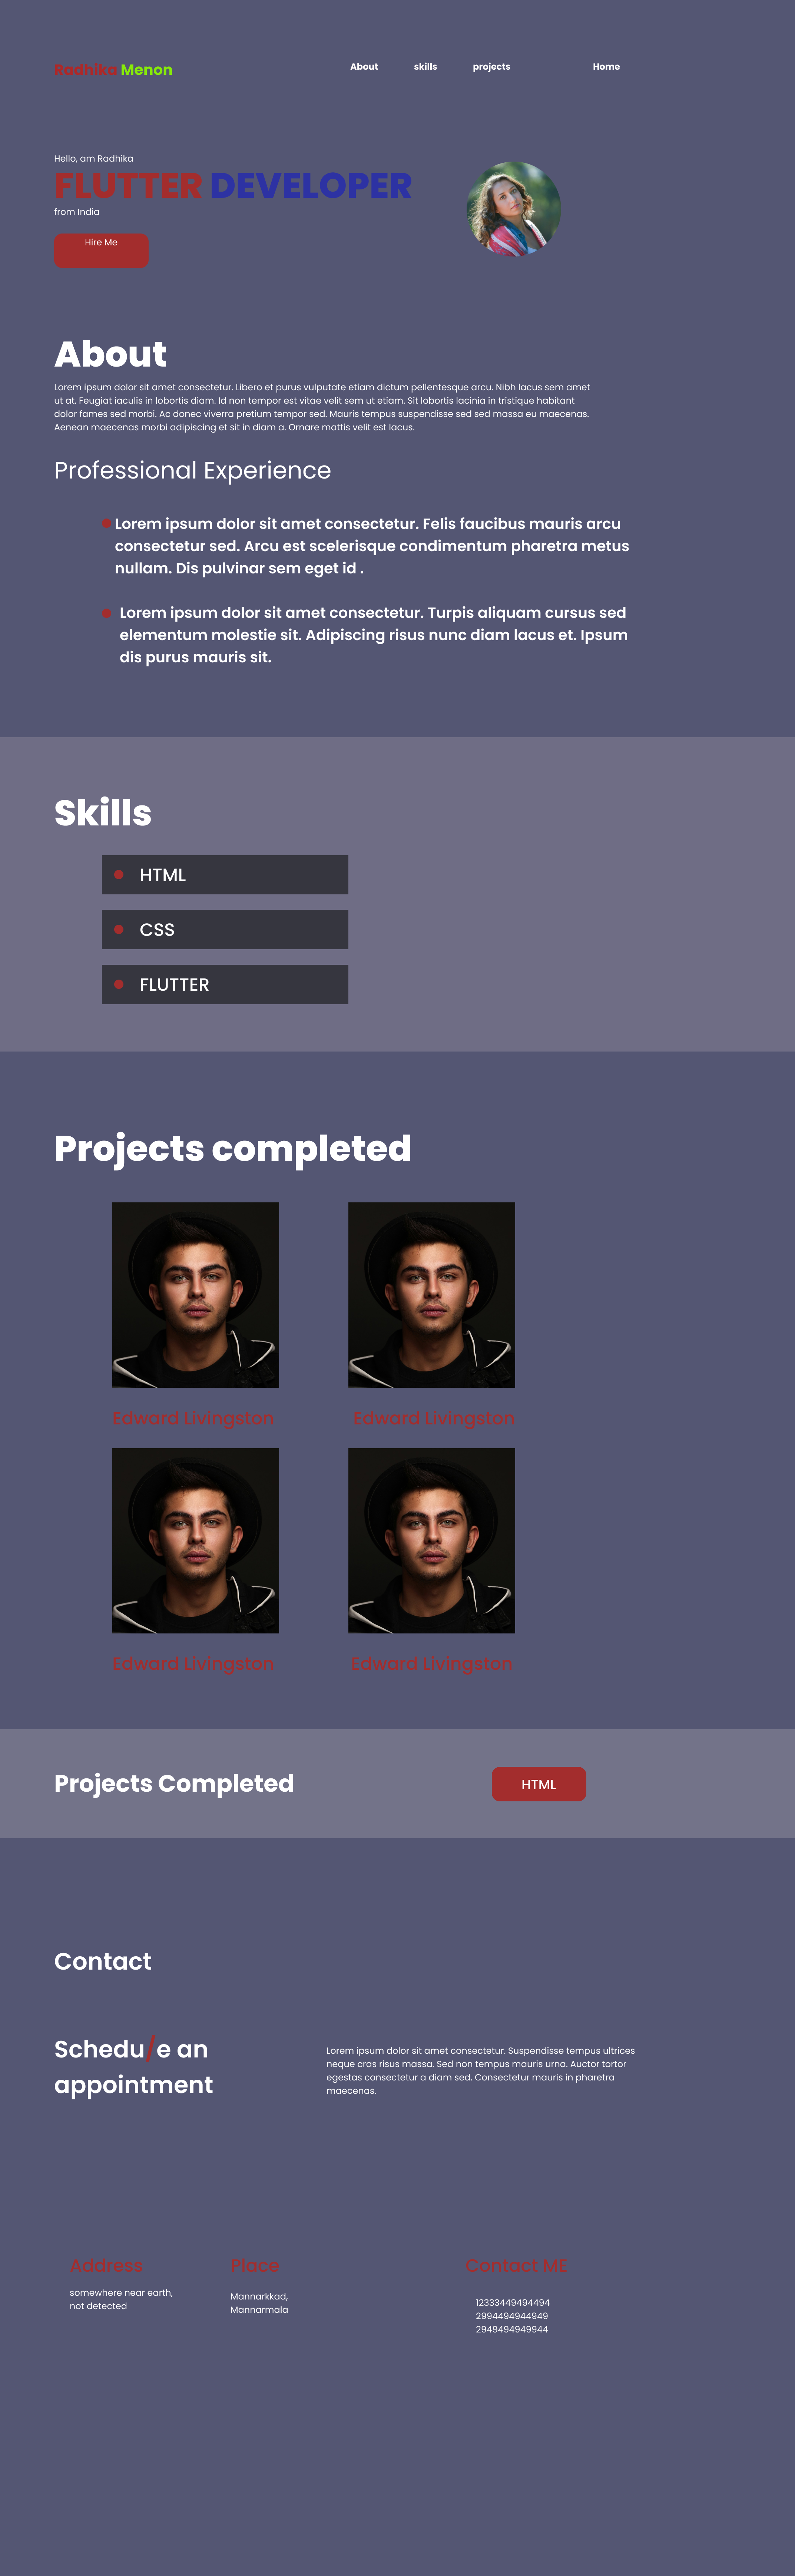 Radhika Menon
About skills projects Home
Hello, am Radhika
FLUTTER DEVELOPER
from India
Hire Me
About
Lorem ipsum dolor sit amet consectetur. Libero et purus vulputate etiam dictum pellentesque arcu. Nibh lacus sem amet
ut at. Feugiat iaculis in lobortis diam. Id non tempor est vitae velit sem ut etiam. Sit lobortis lacinia in tristique habitant
dolor fames sed morbi. Ac donec viverra pretium tempor sed. Mauris tempus suspendisse sed sed massa eu maecenas.
Aenean maecenas morbi adipiscing et sit in diam a. Ornare mattis velit est lacus.
Professional Experience
Lorem ipsum dolor sit amet consectetur. Felis faucibus mauris arcu
consectetur sed. Arcu est scelerisque condimentum pharetra metus
nullam. Dis pulvinar sem eget id .
Lorem ipsum dolor sit amet consectetur. Turpis aliquam cursus sed
elementum molestie sit. Adipiscing risus nunc diam lacus et. Ipsum
dis purus mauris sit.
Skills
HTML
CSS
FLUTTER
Projects completed
Edward Livingston
Edward Livingston
Edward Livingston
Edward Livingston
Projects Completed
HTML
Contact
Schedu/e an
appointment
Lorem ipsum dolor sit amet consectetur. Suspendisse tempus ultrices
neque cras risus massa. Sed non tempus mauris urna. Auctor tortor
egestas consectetur a diam sed. Consectetur mauris in pharetra
maecenas.
Address
somewhere near earth,
not detected
Place
Mannarkkad,
Mannarmala
Contact ME
12333449494494
2994494944949
2949494949944